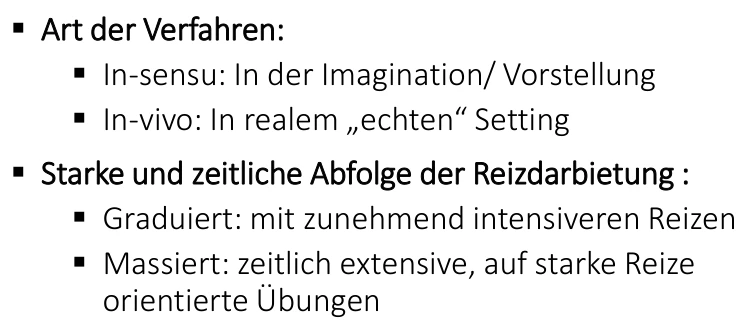 ▪ Art der Verfahren:
▪ In-sensu: In der Imagination/ Vorstellung
▪ In-vivo: In realem „echten“ Setting
▪ Starke und zeitliche Abfolge der Reizdarbietung :
▪ Graduiert: mit zunehmend intensiveren Reizen
▪ Massiert: zeitlich extensive, auf starke Reize
orientierte Übungen